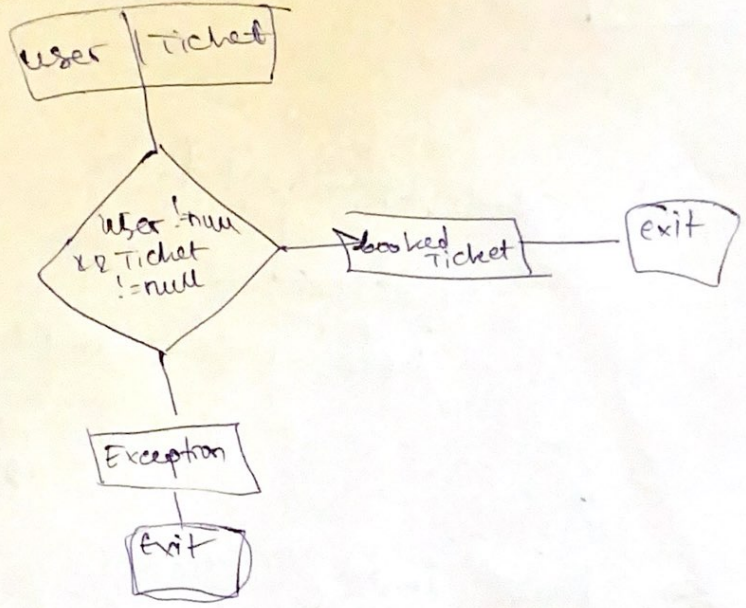 user Ticket
user !=null
&& Ticket
!=null
booked
Ticket
exit
Exception
Exit